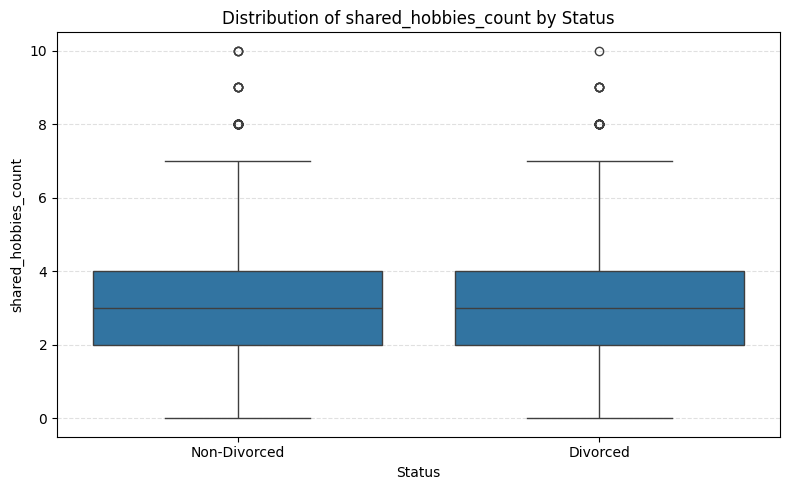 Distribution of shared_hobbies_count by Status
shared_hobbies_count
10
8
6
4
2
0
Non-Divorced
Divorced
Status